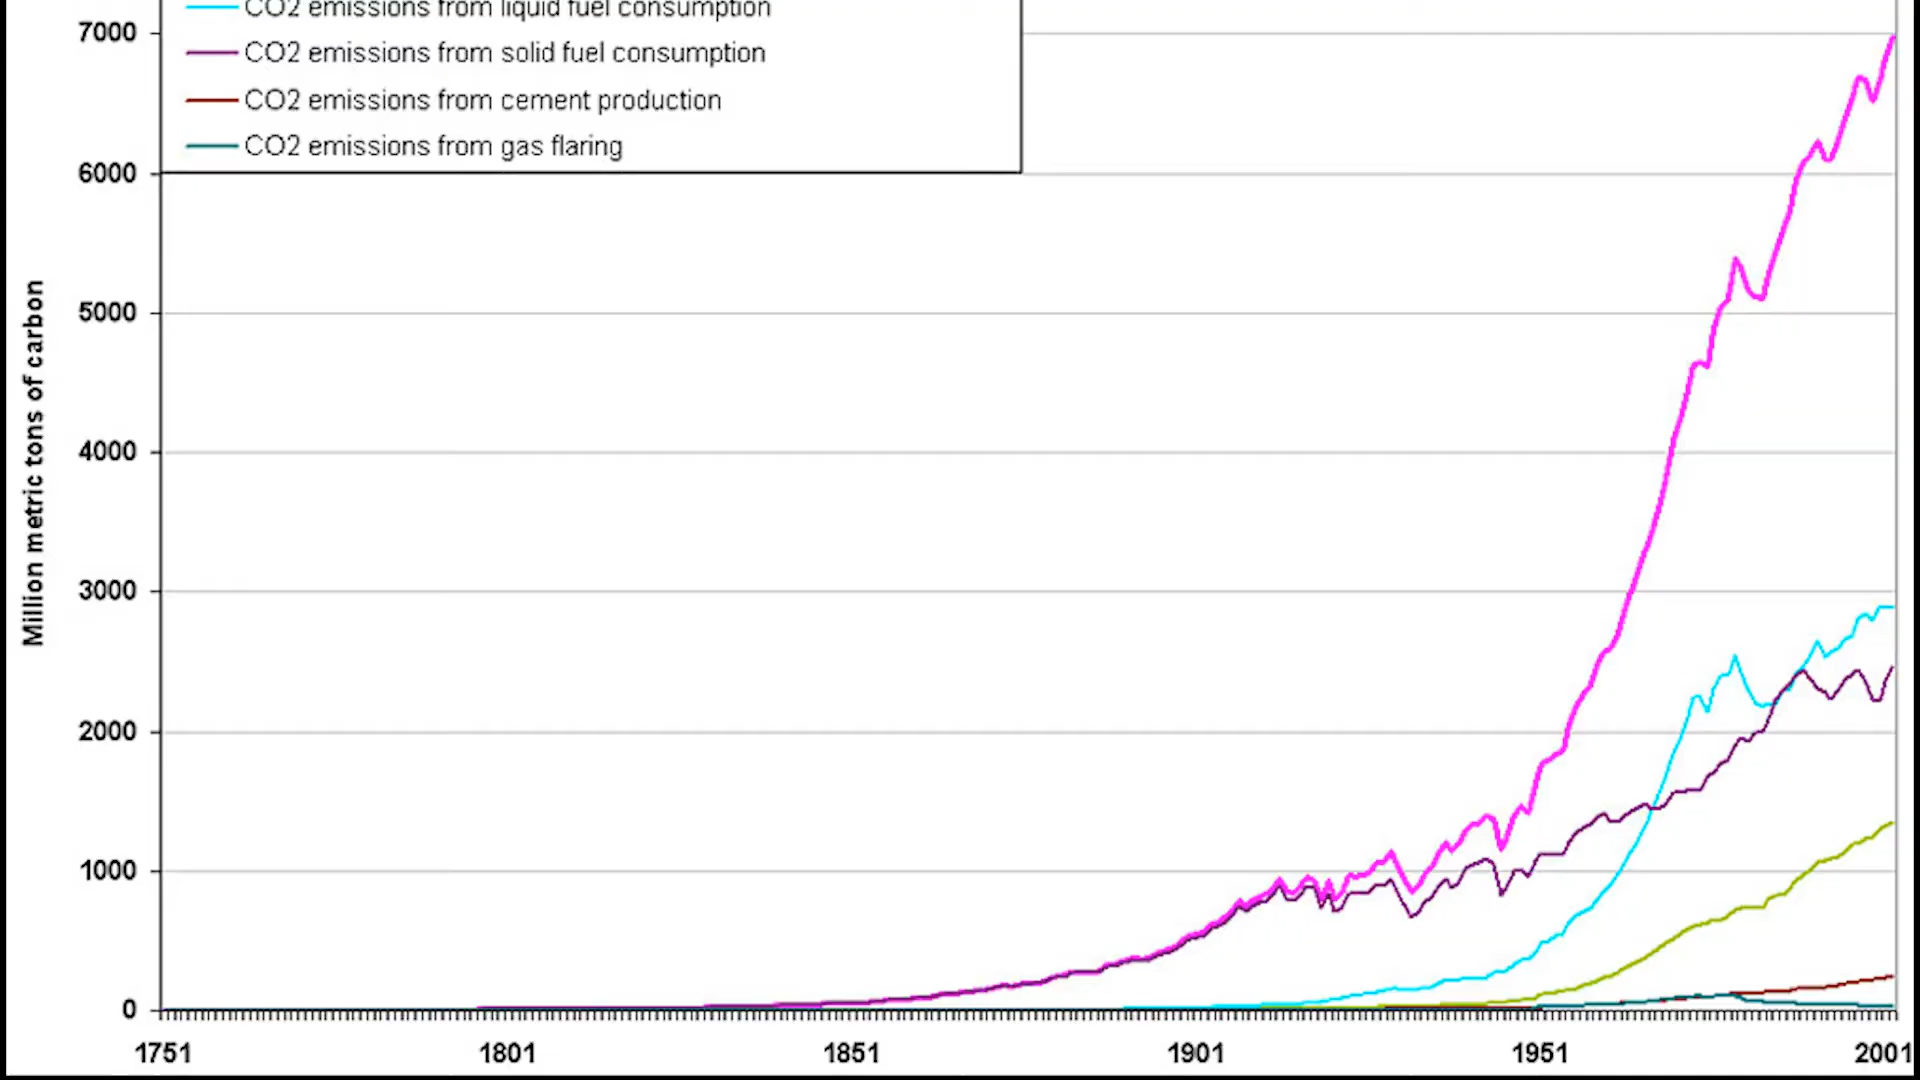 CO2 emissions from liquid fuel consumption
7000
CO2 emissions from solid fuel consumption
CO2 emissions from cement production
CO2 emissions from gas flaring
6000
5000
4000
3000
2000
1000
0
Million metric tons of carbon
1751 1801 1851 1901 1951 2001